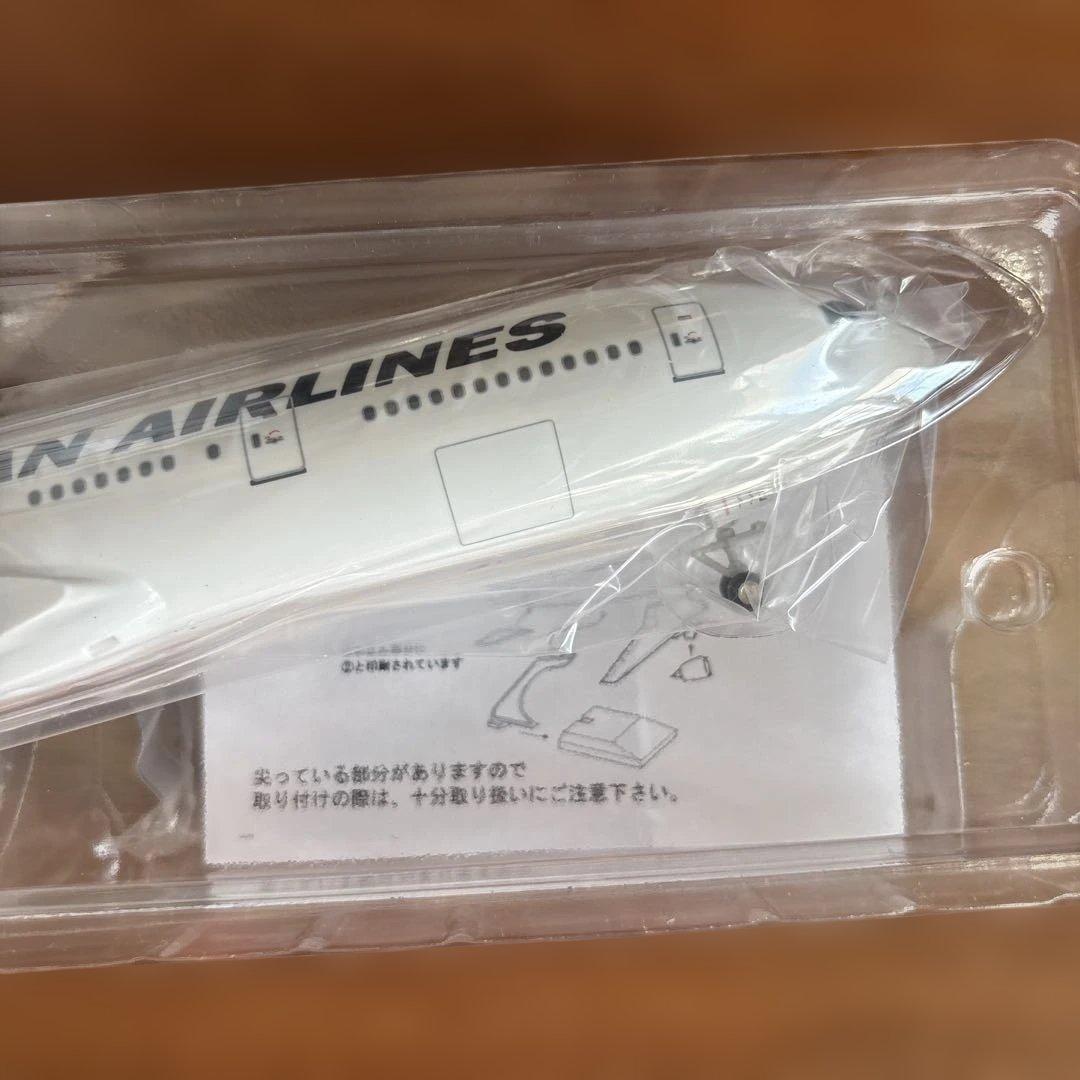 AN AIRLINES
②と印刷されています
尖っている部分がありますので
取り付けの際は、十分取り扱いにご注意下さい。